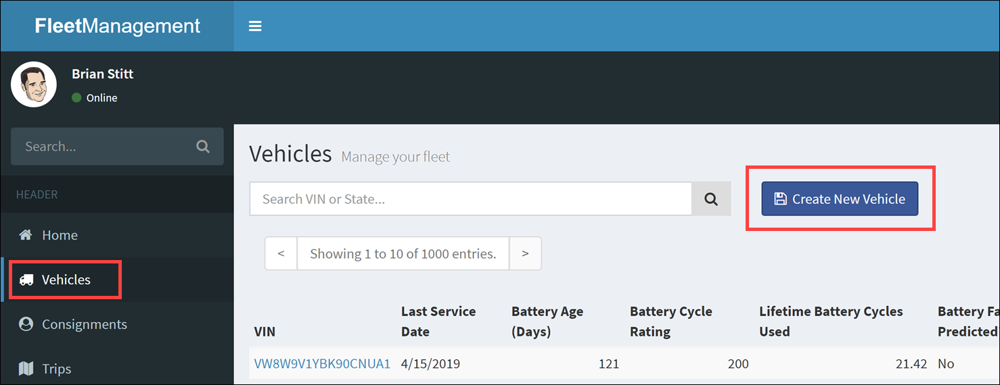 FleetManagement
Brian Stitt
Online
Search...
HEADER
Home
Vehicles
Consignments
Trips
Vehicles Manage your fleet
Search VIN or State...
Create New Vehicle
< Showing 1 to 10 of 1000 entries. >
VIN
Last Service
Date
Battery Age
(Days)
Battery Cycle
Rating
Lifetime Battery Cycles
Used
Battery Fa
Predicted
VW8W9V1YBK90CNUA1 4/15/2019 121 200 21.42 No